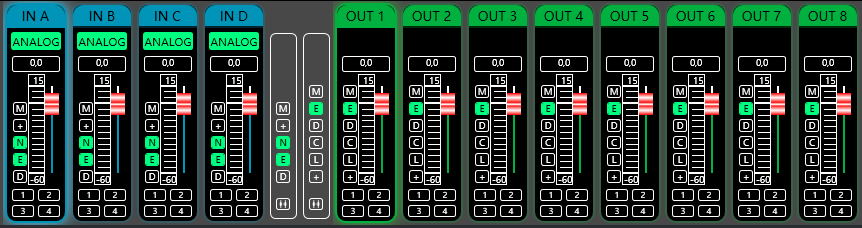 IN A IN B IN C IN D OUT 1 OUT 2 OUT 3 OUT 4 OUT 5 OUT 6 OUT 7 OUT 8
ANALOG ANALOG ANALOG ANALOG
0,0 0,0 0,0 0,0 0,0 0,0 0,0 0,0 0,0 0,0 0,0 0,0
15 15 15 15 15 15 15 15 15 15 15 15
M M M M M M M M M M M
M M M M M E E E E E E E E E
+ + + + + D D D D D D D D D
N N N N N C C C C C C C C C
E E E E E L L L L L L L L L
D D D D D + + + + + + + + +
-60 -60 -60 -60 -60 -60 -60 -60 -60 -60 -60 -60
1 2 1 2 1 2 1 2 1 2 1 2 1 2 1 2 1 2 1 2 1 2 1 2
3 4 3 4 3 4 3 4 3 4 3 4 3 4 3 4 3 4 3 4 3 4 3 4